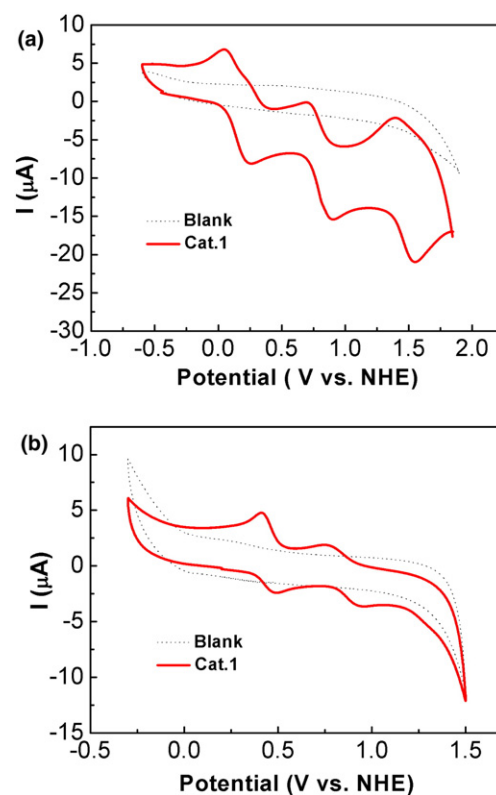 (a)
10
5
0
-5
-10
-15
-20
-25
-30
I (μA)
Blank
Cat.1
-1.0 -0.5 0.0 0.5 1.0 1.5 2.0
Potential ( V vs. NHE)
(b)
10
5
0
-5
-10
-15
I (μA)
Blank
Cat.1
-0.5 0.0 0.5 1.0 1.5
Potential (V vs. NHE)